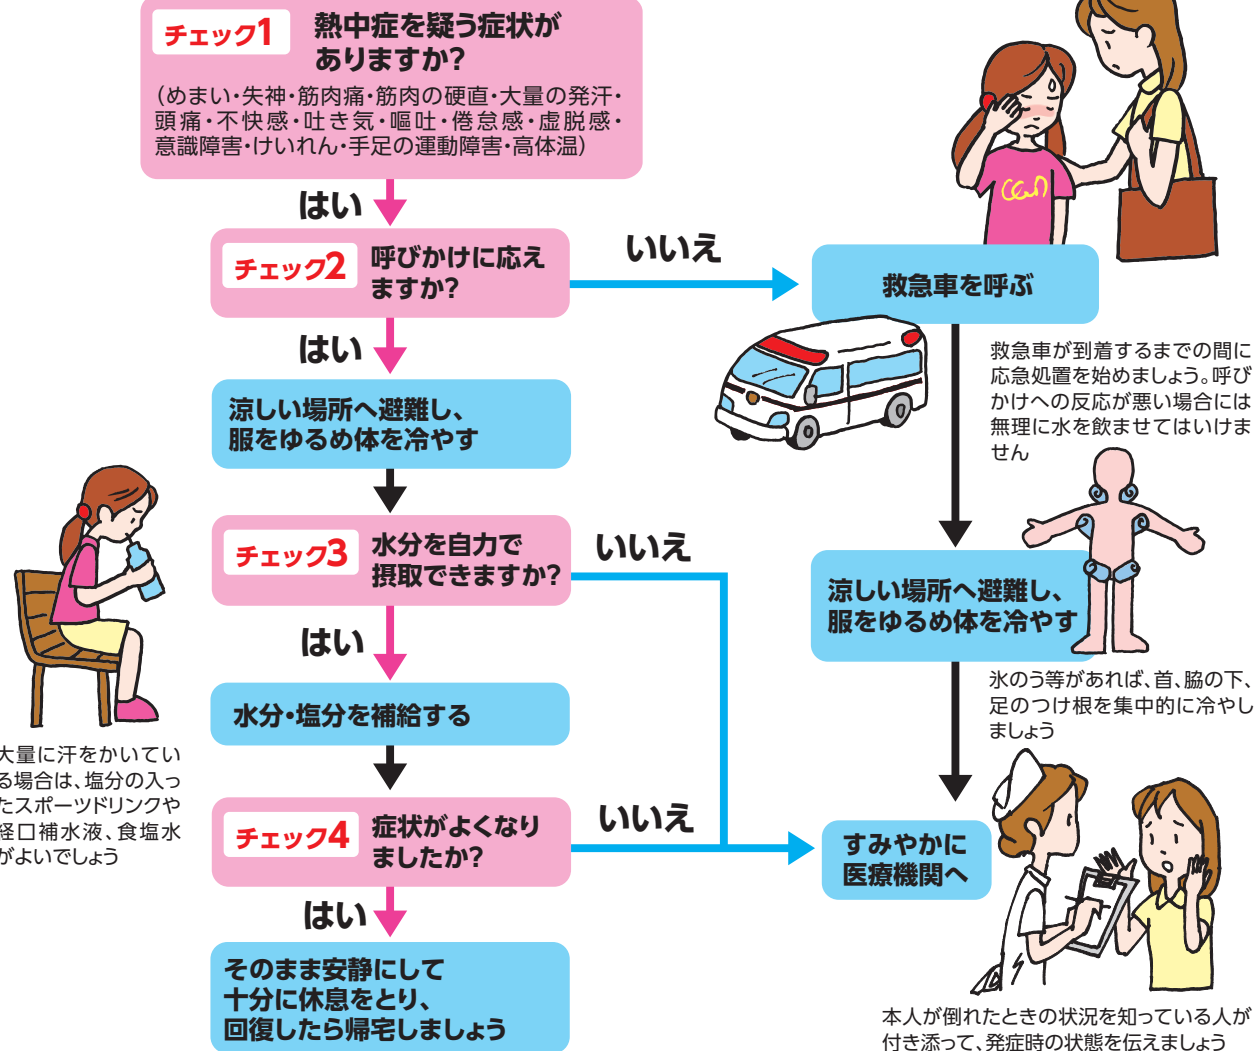 チェック1
熱中症を疑う症状が
ありますか?
(めまい・失神・筋肉痛・筋肉の硬直・大量の発汗・
頭痛・不快感・吐き気・嘔吐・倦怠感・虚脱感・
意識障害・けいれん・手足の運動障害・高体温)
はい
チェック2
呼びかけに応え
ますか?
いいえ
救急車を呼ぶ
救急車が到着するまでの間に
応急処置を始めましょう。呼び
かけへの反応が悪い場合には
無理に水を飲ませてはいけま
せん
はい
涼しい場所へ避難し、
服をゆるめ体を冷やす
チェック3
水分を自力で
摂取できますか?
いいえ
涼しい場所へ避難し、
服をゆるめ体を冷やす
氷のう等があれば、首、脇の下、
足のつけ根を集中的に冷やし
ましょう
はい
水分・塩分を補給する
大量に汗をかいてい
る場合は、塩分の入っ
たスポーツドリンクや
経口補水液、食塩水
がよいでしょう
チェック4
症状がよくなり
ましたか?
いいえ
すみやかに
医療機関へ
はい
そのまま安静にして
十分に休息をとり、
回復したら帰宅しましょう
本人が倒れたときの状況を知っている人が
付き添って、発症時の状態を伝えましょう